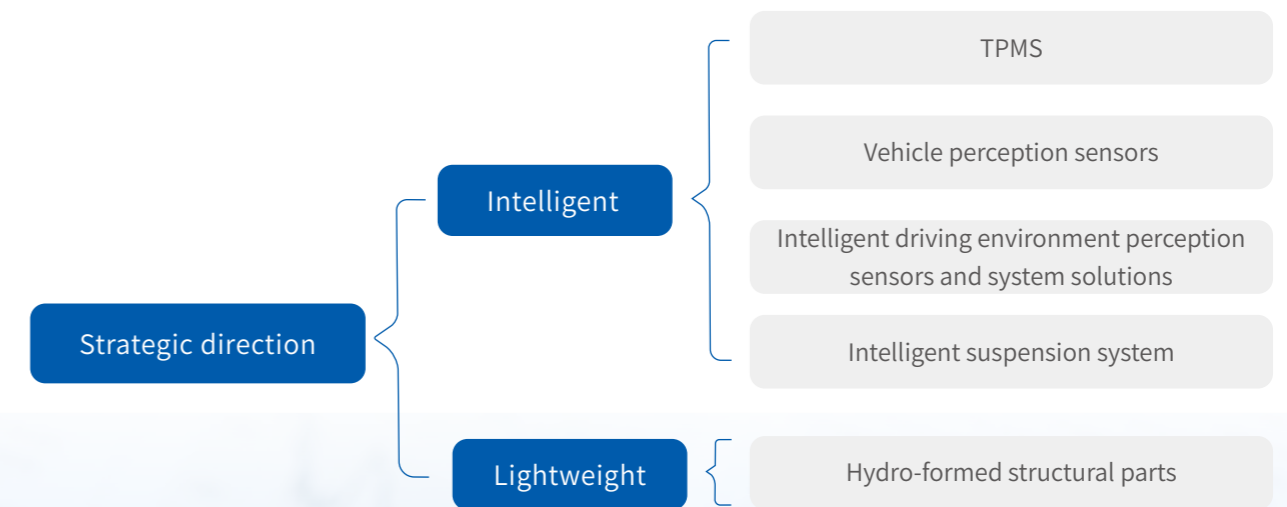 Strategic direction
Intelligent
TPMS
Vehicle perception sensors
Intelligent driving environment perception
sensors and system solutions
Intelligent suspension system
Lightweight
Hydro-formed structural parts